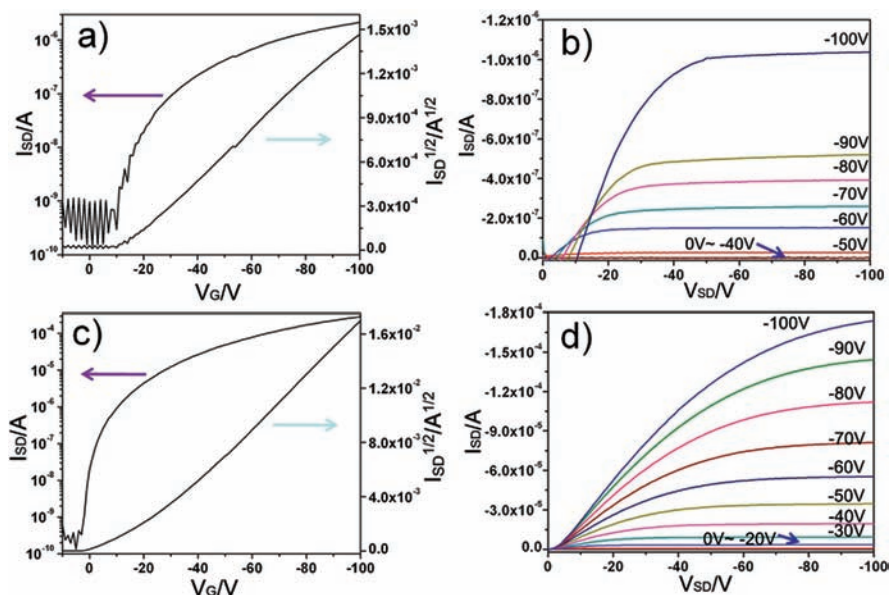 a)
10⁻⁶
10⁻⁷
10⁻⁸
10⁻⁹
10⁻¹⁰
I_SD/A
0 -20 -40 -60 -80 -100
V_G/V
1.5x10⁻³
1.2x10⁻³
9.0x10⁻⁴
6.0x10⁻⁴
3.0x10⁻⁴
0.0
I_SD^1/2/A^1/2
b)
-1.2x10⁻⁶
-1.0x10⁻⁶
-8.0x10⁻⁷
-6.0x10⁻⁷
-4.0x10⁻⁷
-2.0x10⁻⁷
0.0
I_SD/A
-100V
-90V
-80V
-70V
-60V
0V~ -40V
-50V
0 -20 -40 -60 -80 -100
V_SD/V
c)
10⁻⁴
10⁻⁵
10⁻⁶
10⁻⁷
10⁻⁸
10⁻⁹
10⁻¹⁰
I_SD/A
0 -20 -40 -60 -80 -100
V_G/V
1.6x10⁻²
1.2x10⁻²
8.0x10⁻³
4.0x10⁻³
0.0
I_SD^1/2/A^1/2
d)
-1.8x10⁻⁴
-1.5x10⁻⁴
-1.2x10⁻⁴
-9.0x10⁻⁵
-6.0x10⁻⁵
-3.0x10⁻⁵
0.0
I_SD/A
-100V
-90V
-80V
-70V
-60V
-50V
-40V
-30V
0V~ -20V
0 -20 -40 -60 -80 -100
V_SD/V